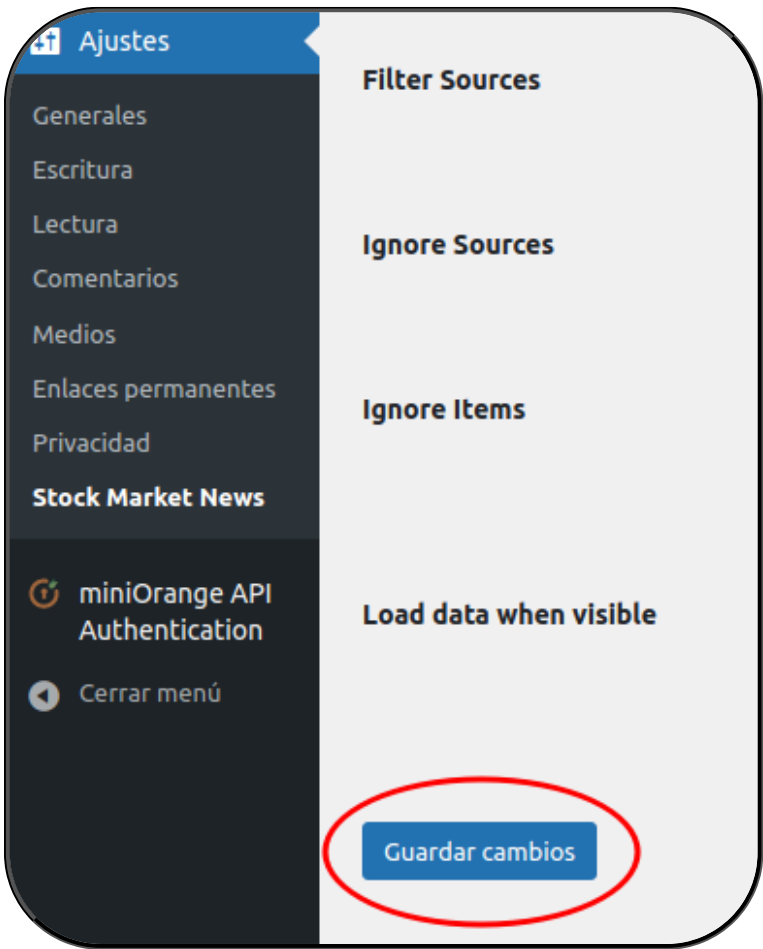 Ajustes
Generales
Escritura
Lectura
Comentarios
Medios
Enlaces permanentes
Privacidad
Stock Market News
miniOrange API
Authentication
Cerrar menú
Filter Sources
Ignore Sources
Ignore Items
Load data when visible
Guardar cambios